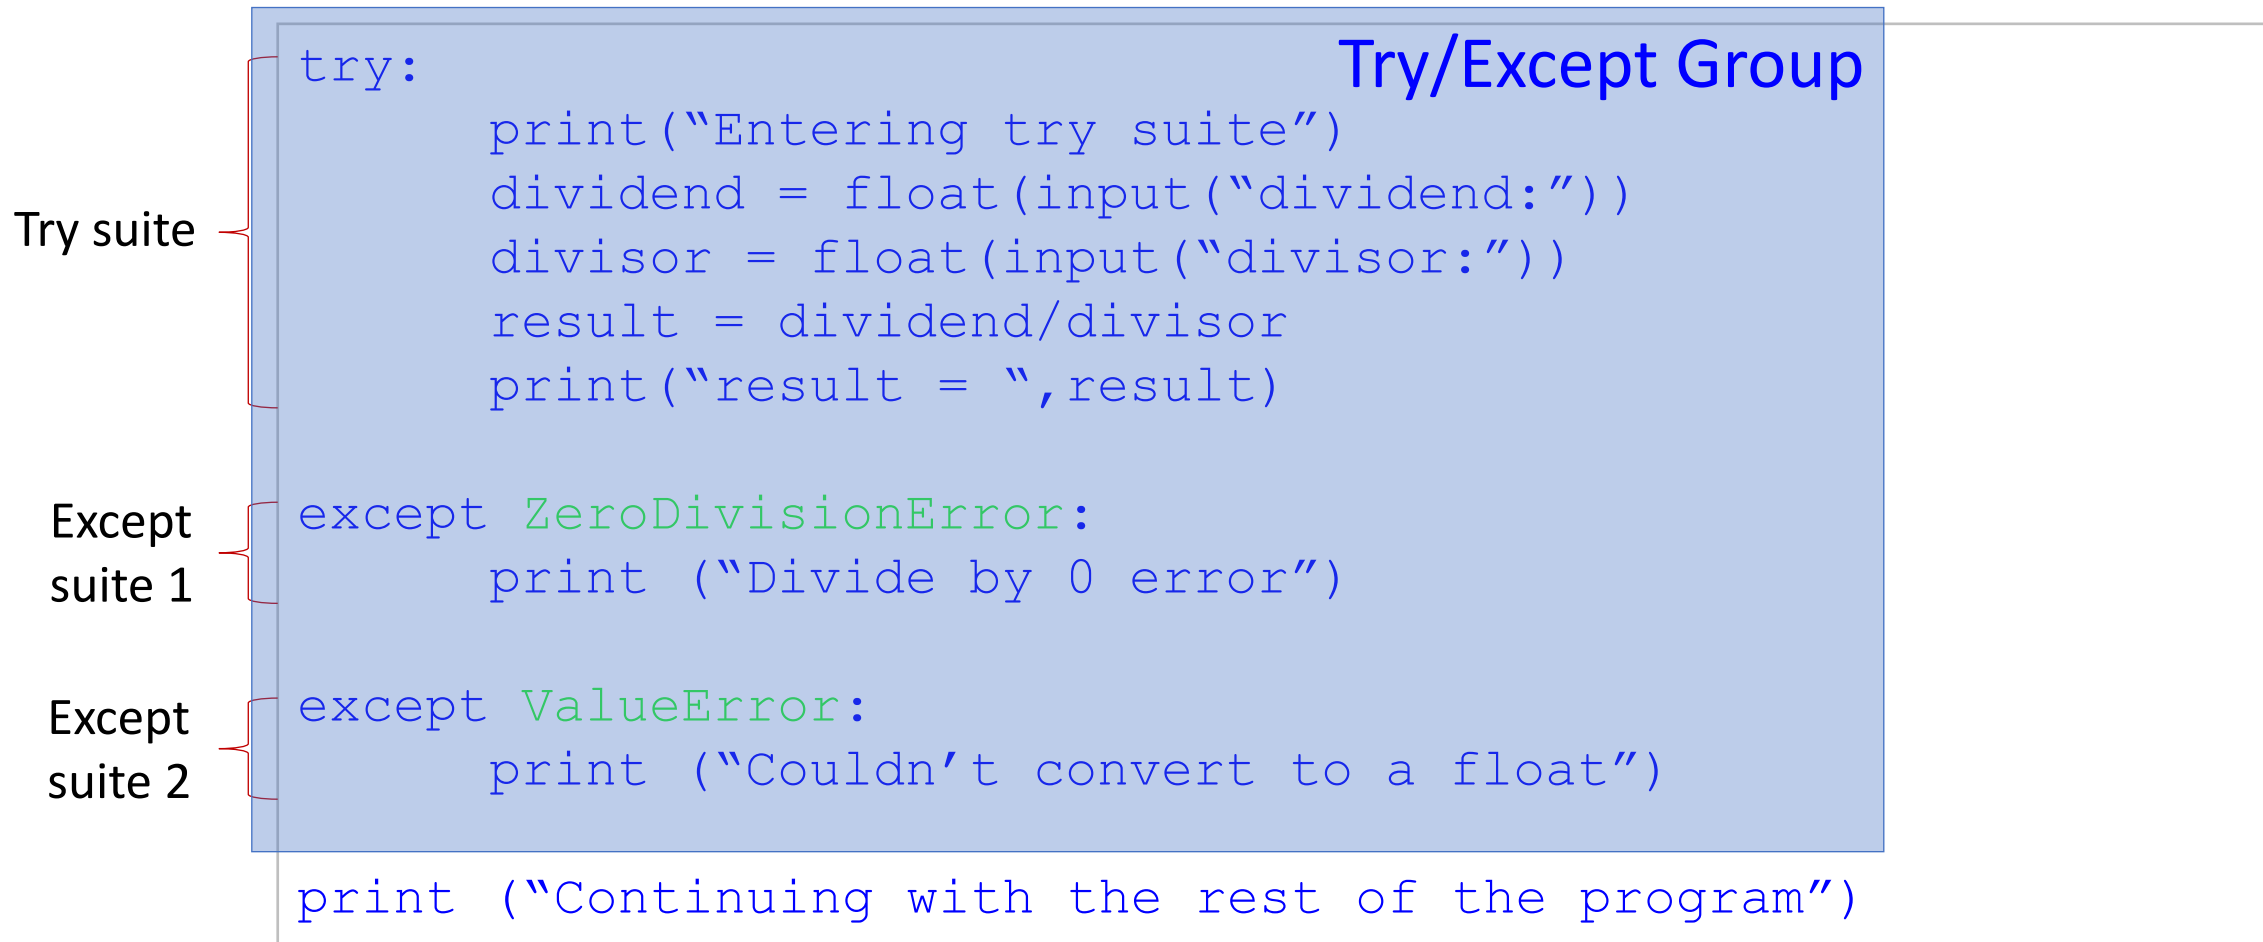 try:
Try/Except Group
print(“Entering try suite”)
dividend = float(input(“dividend:”))
Try suite
divisor = float(input(“divisor:”))
result = dividend/divisor
print(“result = “,result)
Except
suite 1
except ZeroDivisionError:
print (“Divide by 0 error”)
Except
suite 2
except ValueError:
print (“Couldn’t convert to a float”)
print (“Continuing with the rest of the program”)